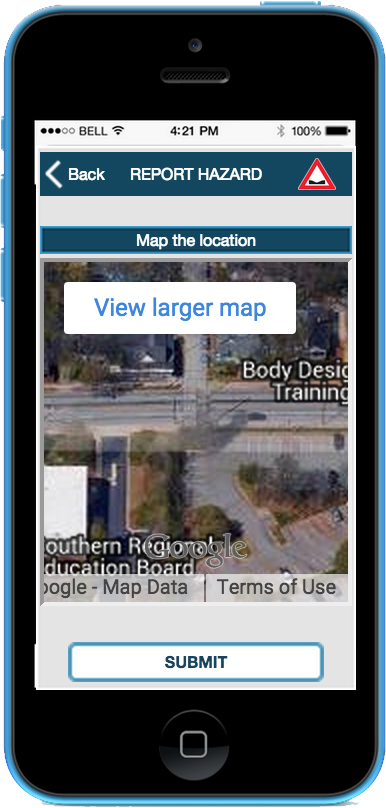 BELL 4:21 PM 100%
Back REPORT HAZARD
Map the location
View larger map
Body Desig
Training
outhern Regional
ducation Board
Google
oogle - Map Data Terms of Use
SUBMIT